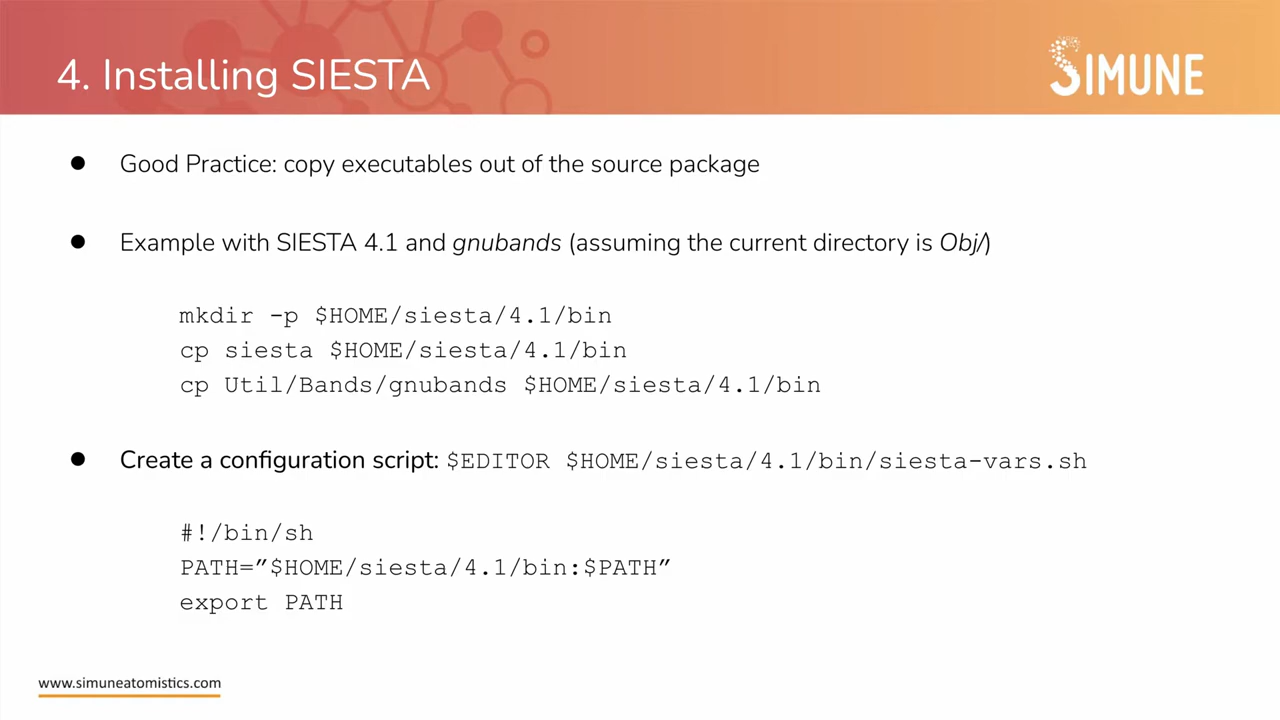 4. Installing SIESTA
SIMUNE
● Good Practice: copy executables out of the source package
● Example with SIESTA 4.1 and gnubands (assuming the current directory is Obj/)
mkdir -p $HOME/siesta/4.1/bin
cp siesta $HOME/siesta/4.1/bin
cp Util/Bands/gnubands $HOME/siesta/4.1/bin
● Create a configuration script: $EDITOR $HOME/siesta/4.1/bin/siesta-vars.sh
#!/bin/sh
PATH=”$HOME/siesta/4.1/bin:$PATH”
export PATH
www.simuneatomistics.com